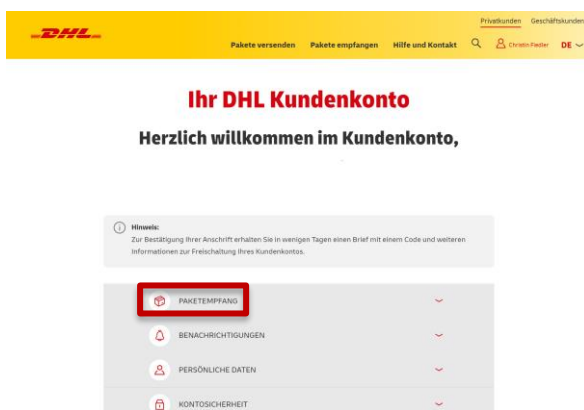 Privatkunden Geschäftskunden
DHL
Pakete versenden Pakete empfangen Hilfe und Kontakt Christin Fiedler DE
Ihr DHL Kundenkonto
Herzlich willkommen im Kundenkonto,
Hinweis:
Zur Bestätigung Ihrer Anschrift erhalten Sie in wenigen Tagen einen Brief mit einem Code und weiteren
Informationen zur Freischaltung Ihres Kundenkontos.
PAKETEMPFANG
BENACHRICHTIGUNGEN
PERSÖNLICHE DATEN
KONTOSICHERHEIT